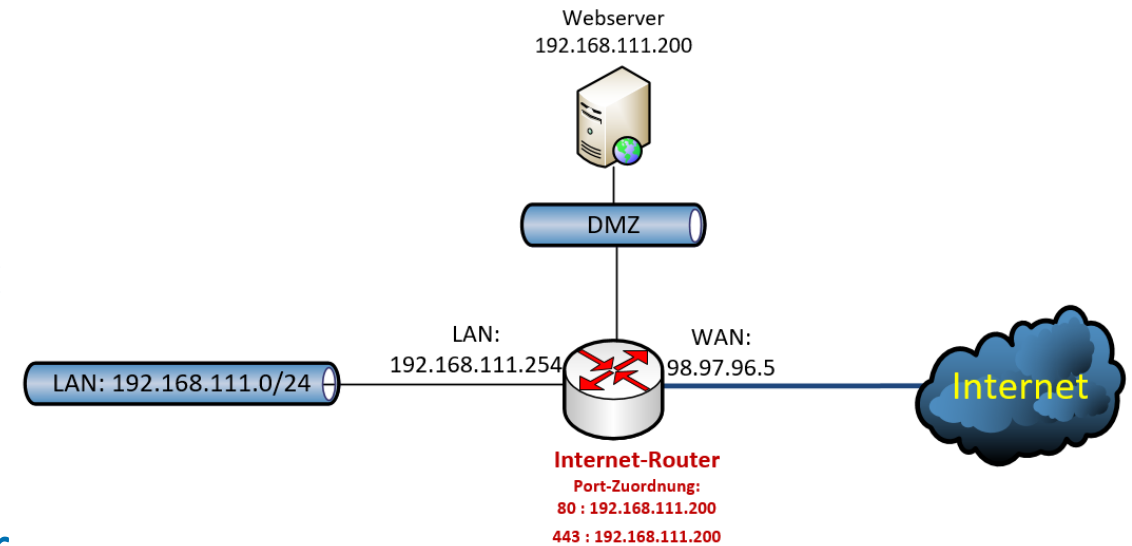 Webserver
192.168.111.200
DMZ
LAN:
192.168.111.254
WAN:
98.97.96.5
LAN: 192.168.111.0/24
Internet
Internet-Router
Port-Zuordnung:
80 : 192.168.111.200
443 : 192.168.111.200